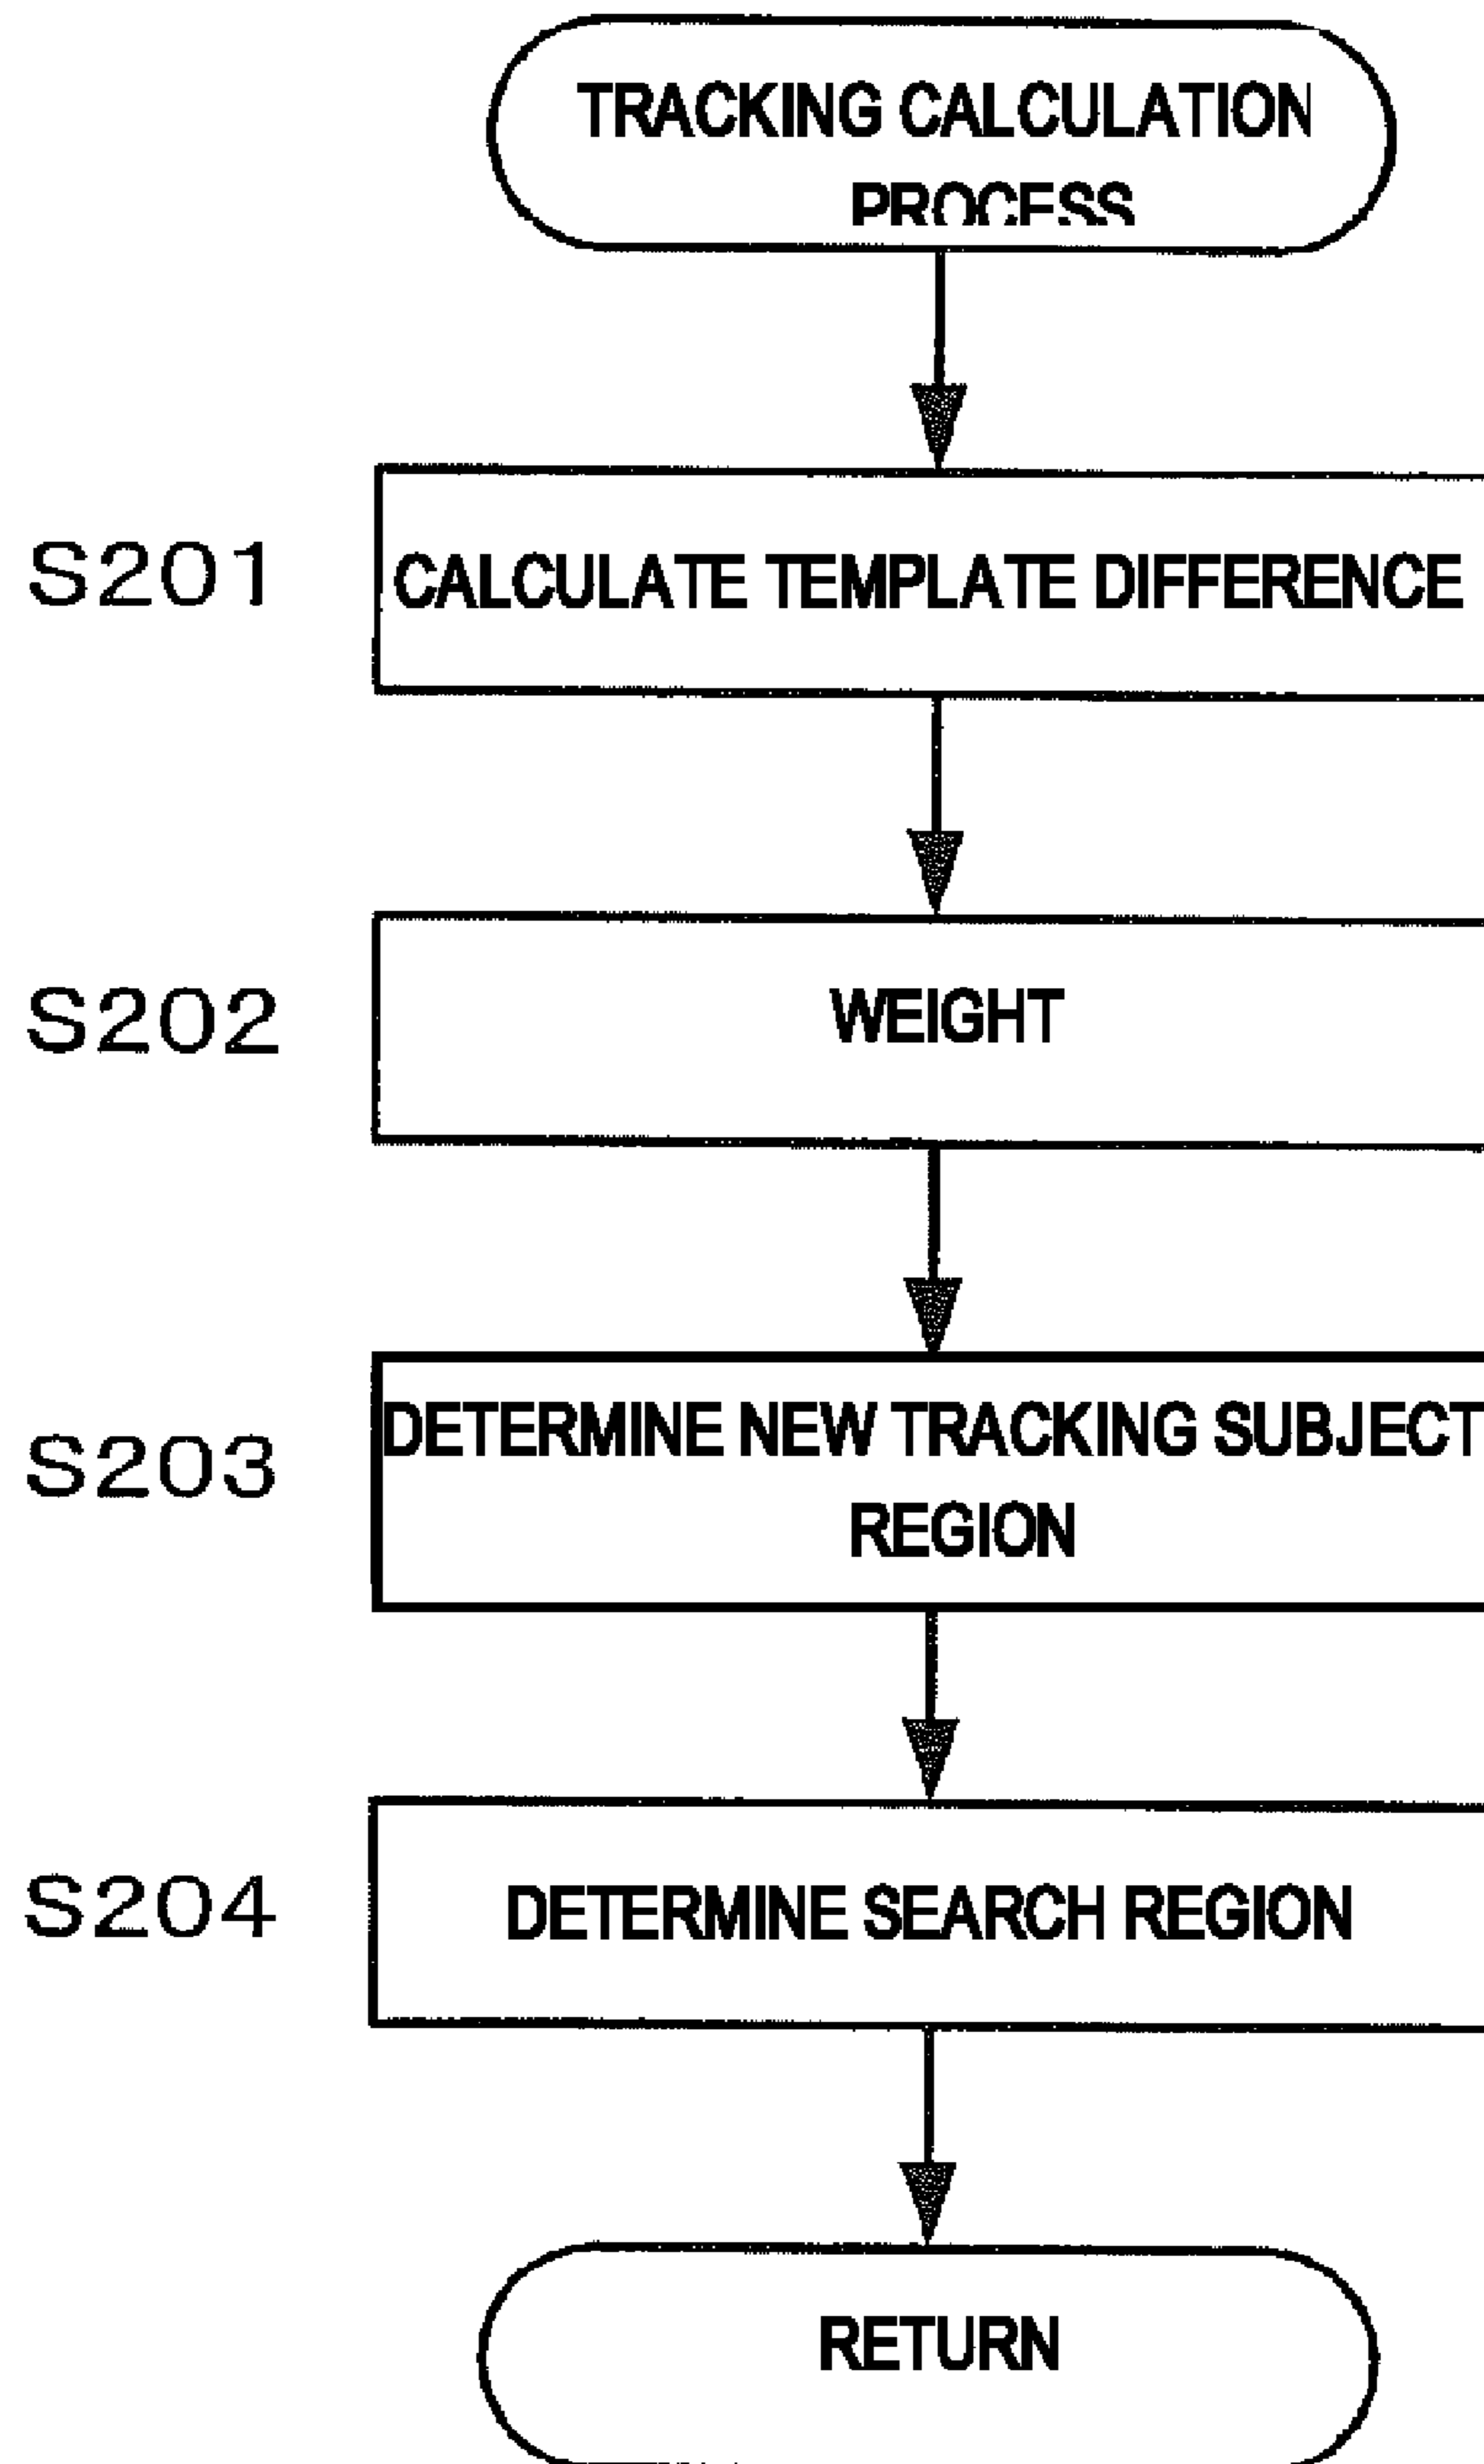 TRACKING CALCULATION
PROCESS
S201
CALCULATE TEMPLATE DIFFERENCE
S202
WEIGHT
S203
DETERMINE NEW TRACKING SUBJECT
REGION
S204
DETERMINE SEARCH REGION
RETURN